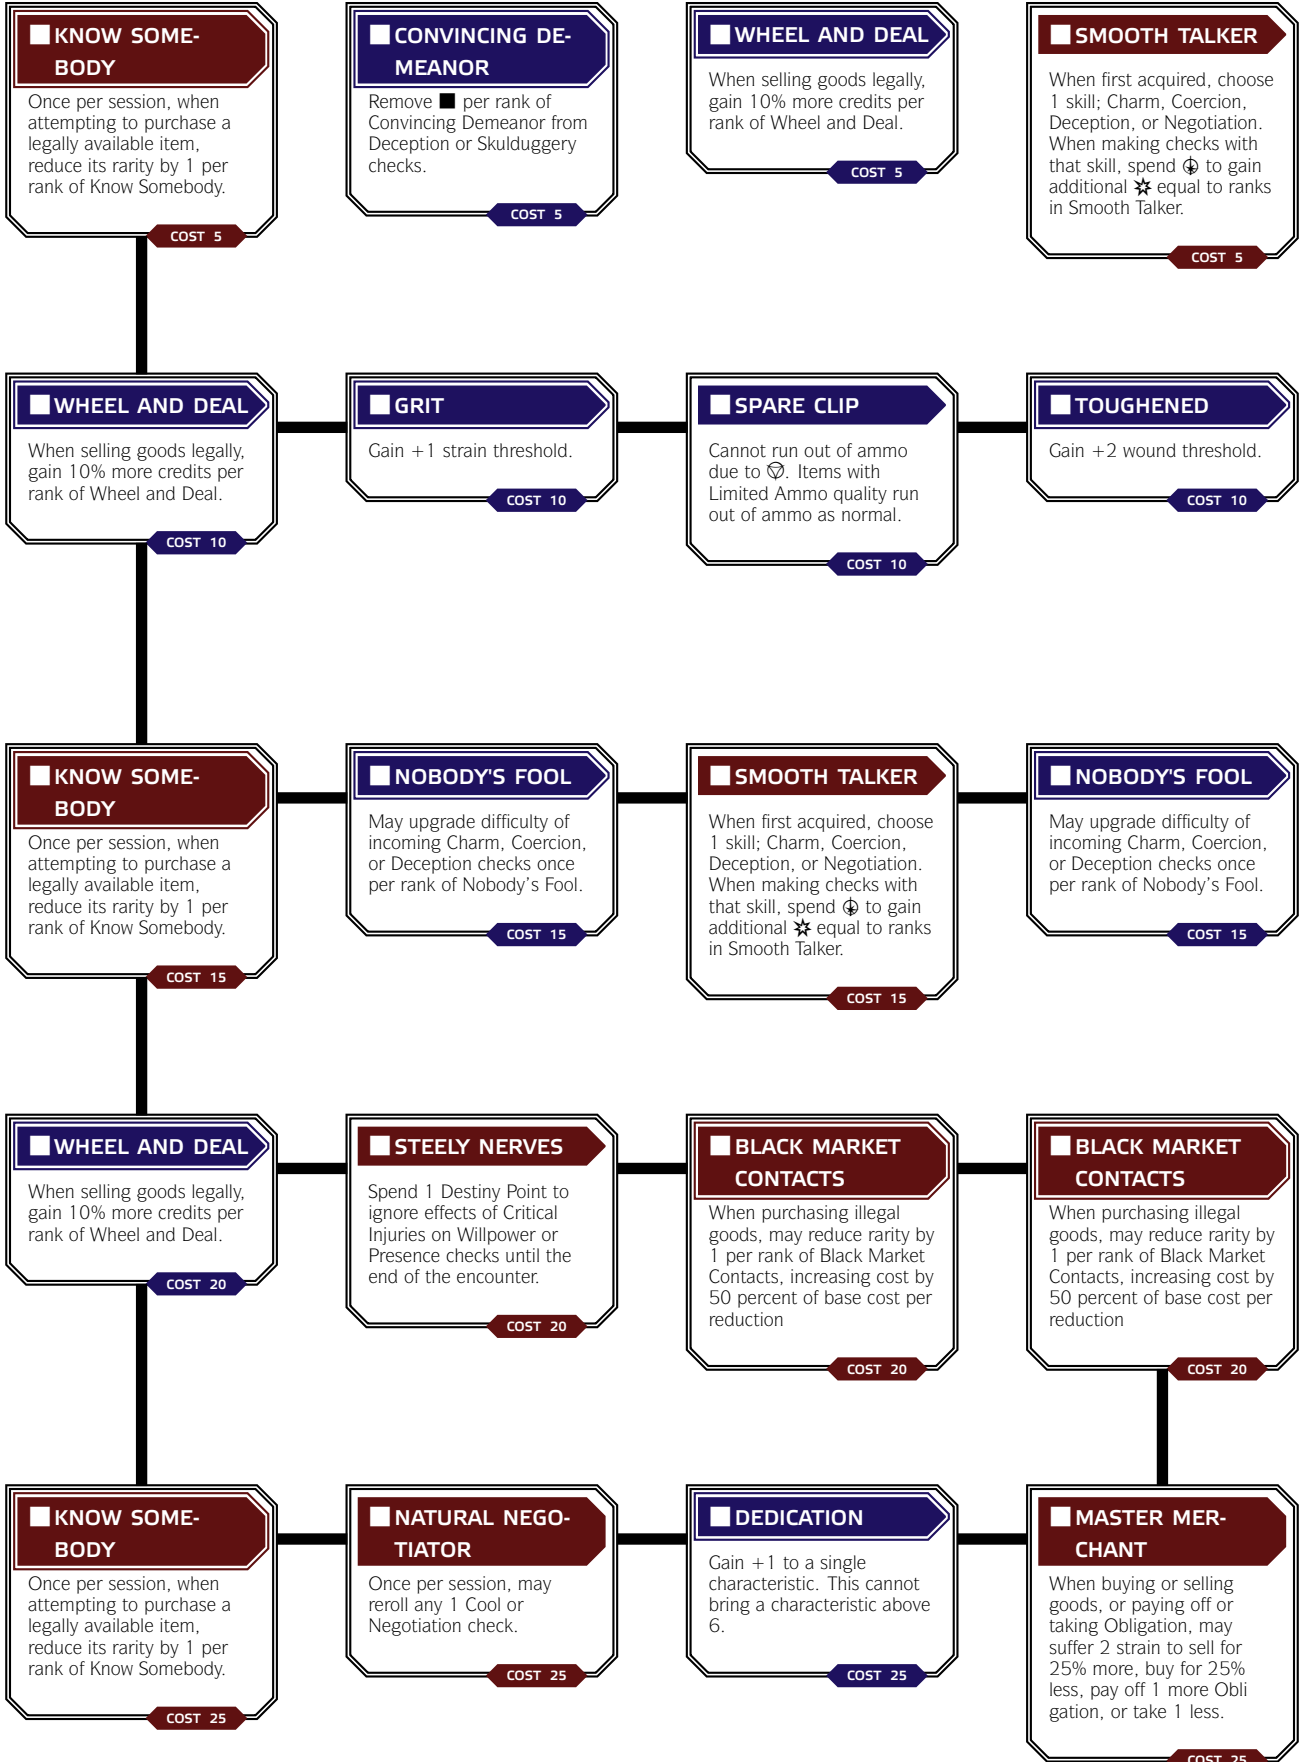 KNOW SOME-
BODY
Once per session, when
attempting to purchase a
legally available item,
reduce its rarity by 1 per
rank of Know Somebody.
COST 5
CONVINCING DE-
MEANOR
Remove ■ per rank of
Convincing Demeanor from
Deception or Skulduggery
checks.
COST 5
WHEEL AND DEAL
When selling goods legally,
gain 10% more credits per
rank of Wheel and Deal.
COST 5
SMOOTH TALKER
When first acquired, choose
1 skill; Charm, Coercion,
Deception, or Negotiation.
When making checks with
that skill, spend to gain
additional equal to ranks
in Smooth Talker.
COST 5
WHEEL AND DEAL
When selling goods legally,
gain 10% more credits per
rank of Wheel and Deal.
COST 10
GRIT
Gain +1 strain threshold.
COST 10
SPARE CLIP
Cannot run out of ammo
due to . Items with
Limited Ammo quality run
out of ammo as normal.
COST 10
TOUGHENED
Gain +2 wound threshold.
COST 10
KNOW SOME-
BODY
Once per session, when
attempting to purchase a
legally available item,
reduce its rarity by 1 per
rank of Know Somebody.
COST 15
NOBODY'S FOOL
May upgrade difficulty of
incoming Charm, Coercion,
or Deception checks once
per rank of Nobody's Fool.
COST 15
SMOOTH TALKER
When first acquired, choose
1 skill; Charm, Coercion,
Deception, or Negotiation.
When making checks with
that skill, spend to gain
additional equal to ranks
in Smooth Talker.
COST 15
NOBODY'S FOOL
May upgrade difficulty of
incoming Charm, Coercion,
or Deception checks once
per rank of Nobody's Fool.
COST 15
WHEEL AND DEAL
When selling goods legally,
gain 10% more credits per
rank of Wheel and Deal.
COST 20
STEELY NERVES
Spend 1 Destiny Point to
ignore effects of Critical
Injuries on Willpower or
Presence checks until the
end of the encounter.
COST 20
BLACK MARKET
CONTACTS
When purchasing illegal
goods, may reduce rarity by
1 per rank of Black Market
Contacts, increasing cost by
50 percent of base cost per
reduction
COST 20
BLACK MARKET
CONTACTS
When purchasing illegal
goods, may reduce rarity by
1 per rank of Black Market
Contacts, increasing cost by
50 percent of base cost per
reduction
COST 20
KNOW SOME-
BODY
Once per session, when
attempting to purchase a
legally available item,
reduce its rarity by 1 per
rank of Know Somebody.
COST 25
NATURAL NEGO-
TIATOR
Once per session, may
reroll any 1 Cool or
Negotiation check.
COST 25
DEDICATION
Gain +1 to a single
characteristic. This cannot
bring a characteristic above
6.
COST 25
MASTER MER-
CHANT
When buying or selling
goods, or paying off or
taking Obligation, may
suffer 2 strain to sell for
25% more, buy for 25%
less, pay off 1 more Obli
gation, or take 1 less.
COST 25